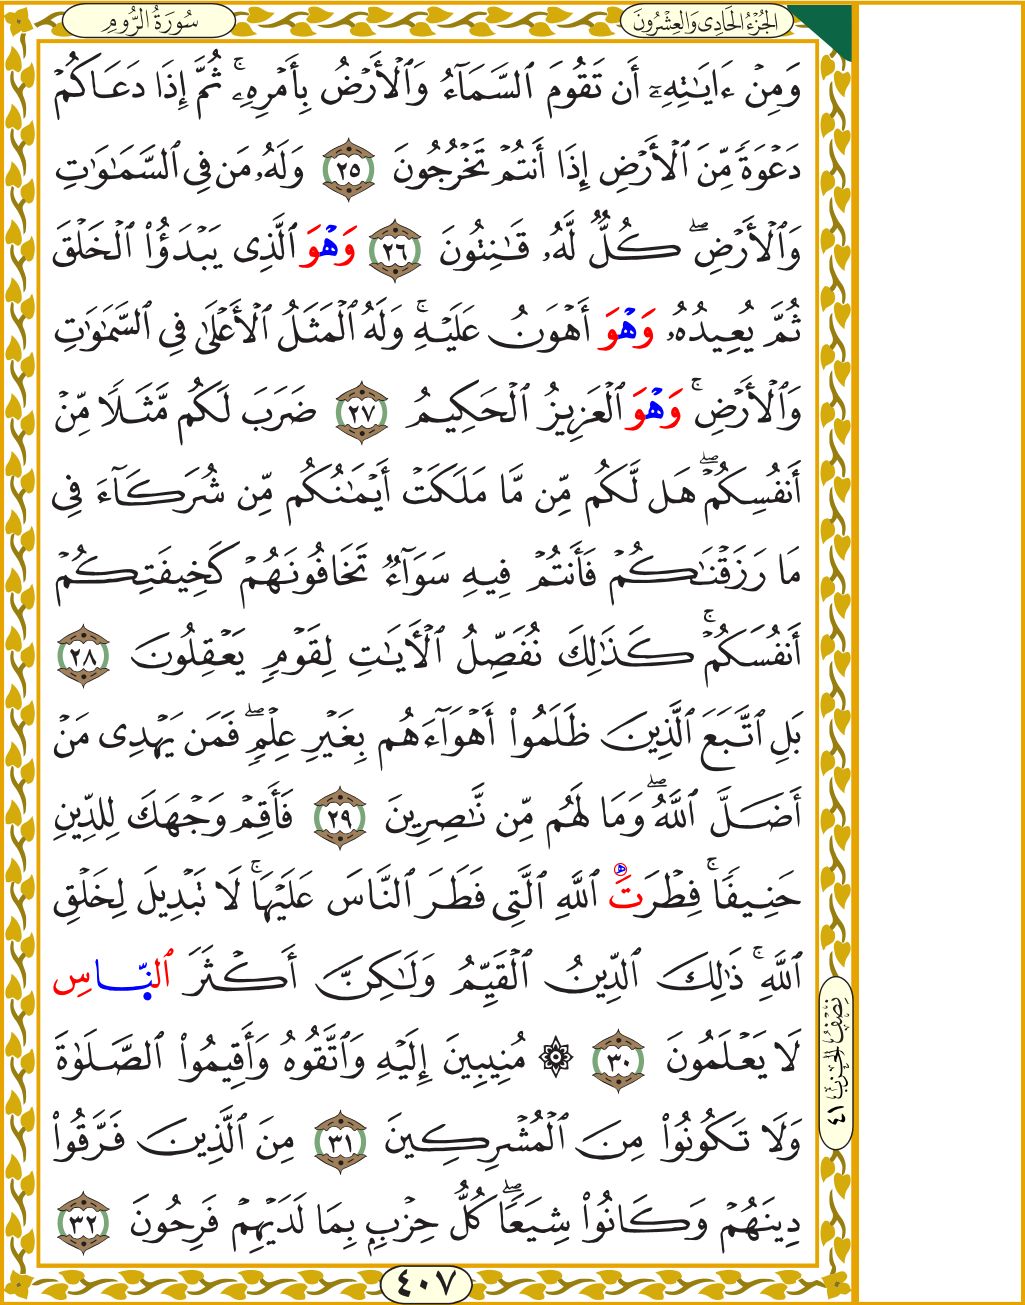 الجُزْءُ الحَادِى وَالعِشْرُونَ
سُورَةُ الرُّومِ
وَمِنْ ءَايَـٰتِهِۦٓ أَن تَقُومَ ٱلسَّمَآءُ وَٱلْأَرْضُ بِأَمْرِهِۦۚ ثُمَّ إِذَا دَعَاكُمْ
دَعْوَةً مِّنَ ٱلْأَرْضِ إِذَآ أَنتُمْ تَخْرُجُونَ ٢٥ وَلَهُۥ مَن فِى ٱلسَّمَـٰوَٰتِ
وَٱلْأَرْضِۖ كُلٌّ لَّهُۥ قَـٰنِتُونَ ٢٦ وَهْوَ ٱلَّذِى يَبْدَؤُا۟ ٱلْخَلْقَ
ثُمَّ يُعِيدُهُۥ وَهْوَ أَهْوَنُ عَلَيْهِۚ وَلَهُ ٱلْمَثَلُ ٱلْأَعْلَىٰ فِى ٱلسَّمَـٰوَٰتِ
وَٱلْأَرْضِۚ وَهْوَ ٱلْعَزِيزُ ٱلْحَكِيمُ ٢٧ ضَرَبَ لَكُم مَّثَلًا مِّنْ
أَنفُسِكُمْۖ هَل لَّكُم مِّن مَّا مَلَكَتْ أَيْمَـٰنُكُم مِّن شُرَكَآءَ فِى
مَا رَزَقْنَـٰكُمْ فَأَنتُمْ فِيهِ سَوَآءٌ تَخَافُونَهُمْ كَخِيفَتِكُمْ
أَنفُسَكُمْۚ كَذَٰلِكَ نُفَصِّلُ ٱلْـَٔايَـٰتِ لِقَوْمٍ يَعْقِلُونَ ٢٨
بَلِ ٱتَّبَعَ ٱلَّذِينَ ظَلَمُوٓا۟ أَهْوَآءَهُم بِغَيْرِ عِلْمٍۖ فَمَن يَهْدِى مَنْ
أَضَلَّ ٱللَّهُۖ وَمَا لَهُم مِّن نَّـٰصِرِينَ ٢٩ فَأَقِمْ وَجْهَكَ لِلدِّينِ
حَنِيفًاۚ فِطْرَتَ ٱللَّهِ ٱلَّتِى فَطَرَ ٱلنَّاسَ عَلَيْهَاۚ لَا تَبْدِيلَ لِخَلْقِ
ٱللَّهِۚ ذَٰلِكَ ٱلدِّينُ ٱلْقَيِّمُ وَلَـٰكِنَّ أَكْثَرَ ٱلنَّاسِ
لَا يَعْلَمُونَ ٣٠ ۞ مُنِيبِينَ إِلَيْهِ وَٱتَّقُوهُ وَأَقِيمُوا۟ ٱلصَّلَوٰةَ
وَلَا تَكُونُوا۟ مِنَ ٱلْمُشْرِكِينَ ٣١ مِنَ ٱلَّذِينَ فَرَّقُوا۟
دِينَهُمْ وَكَانُوا۟ شِيَعًاۖ كُلُّ حِزْبٍۭ بِمَا لَدَيْهِمْ فَرِحُونَ ٣٢
نِصْفُ الحِزْبِ ٤١
٤٠٧